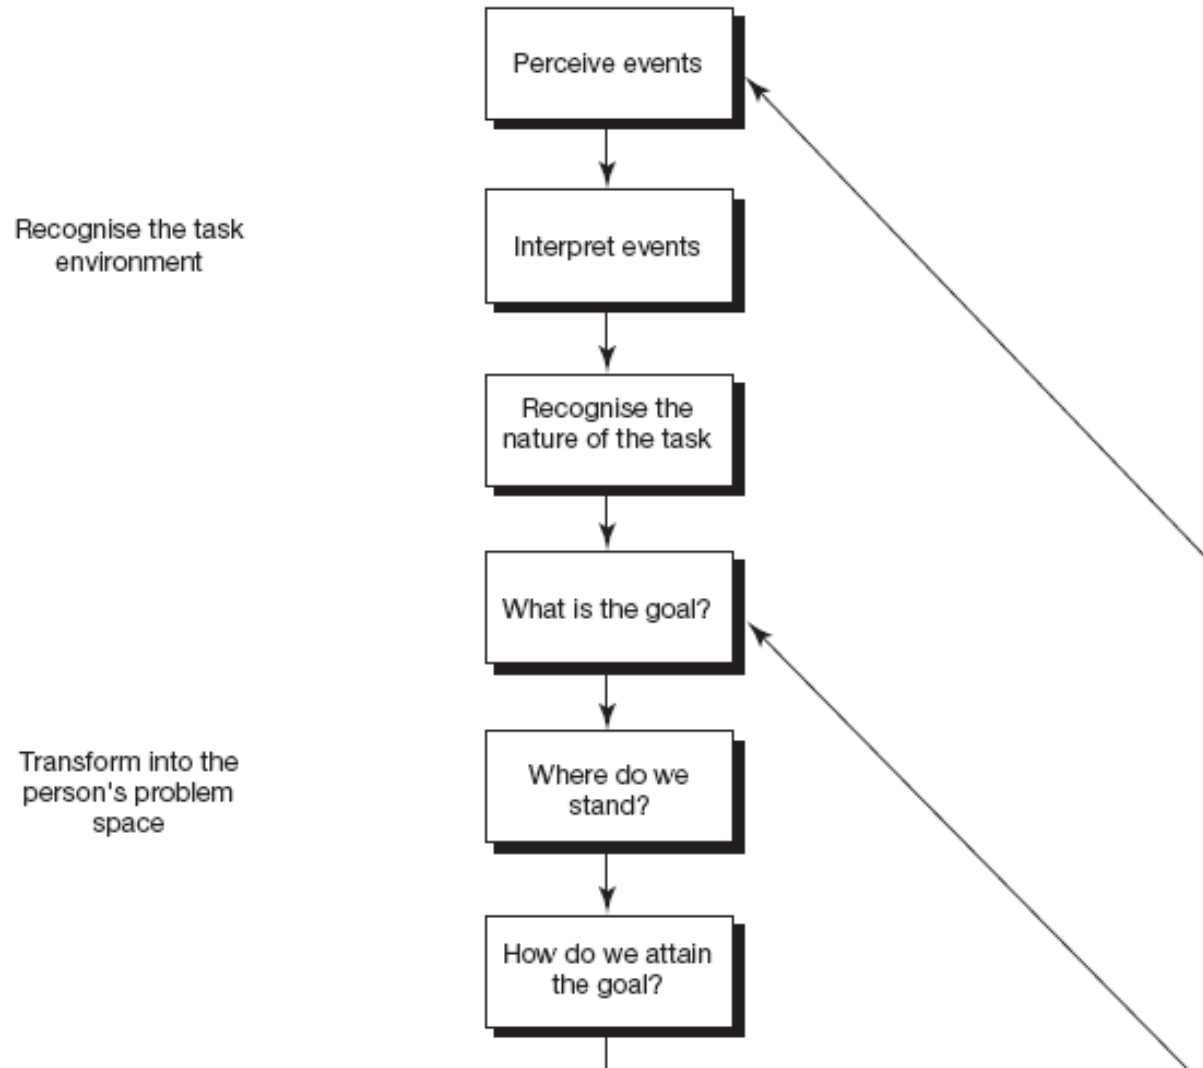 Perceive events
Recognise the task
environment
Interpret events
Recognise the
nature of the task
What is the goal?
Transform into the
person's problem
space
Where do we
stand?
How do we attain
the goal?